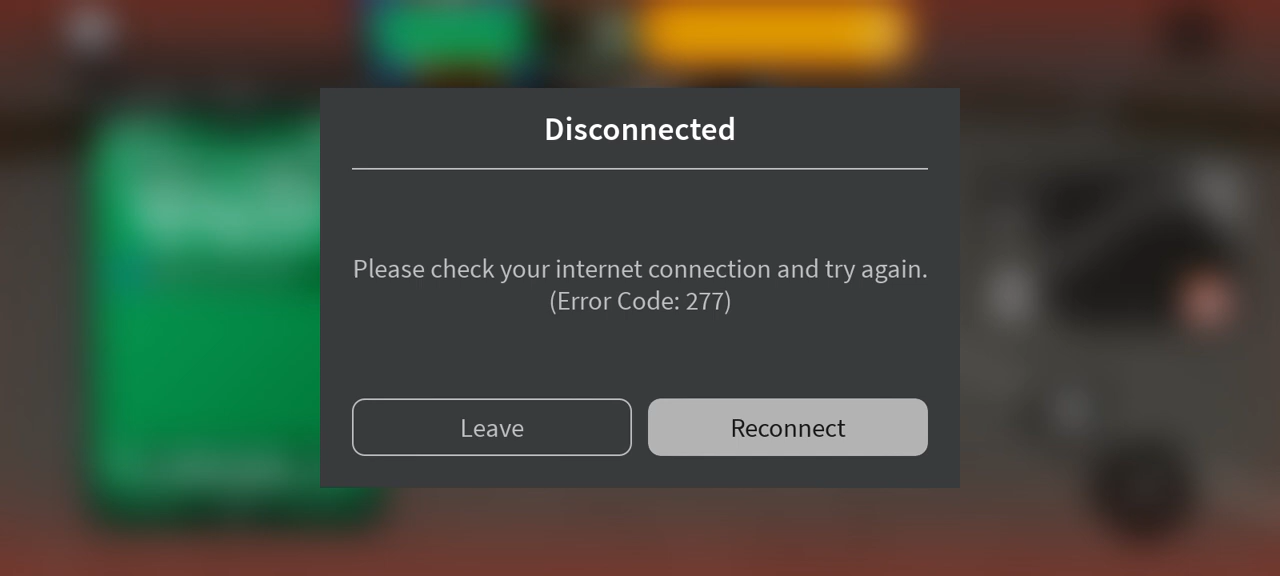 Disconnected
Please check your internet connection and try again.
(Error Code: 277)
Leave
Reconnect